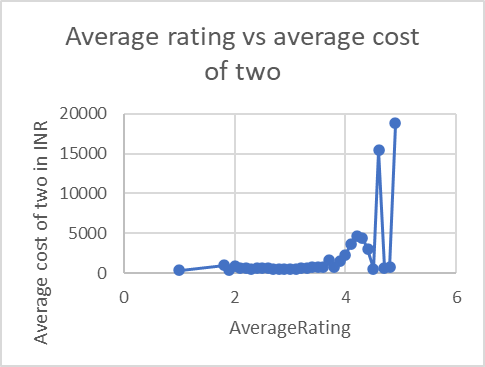 Average rating vs average cost
of two
Average cost of two in INR
20000
15000
10000
5000
0
0
2
4
6
AverageRating